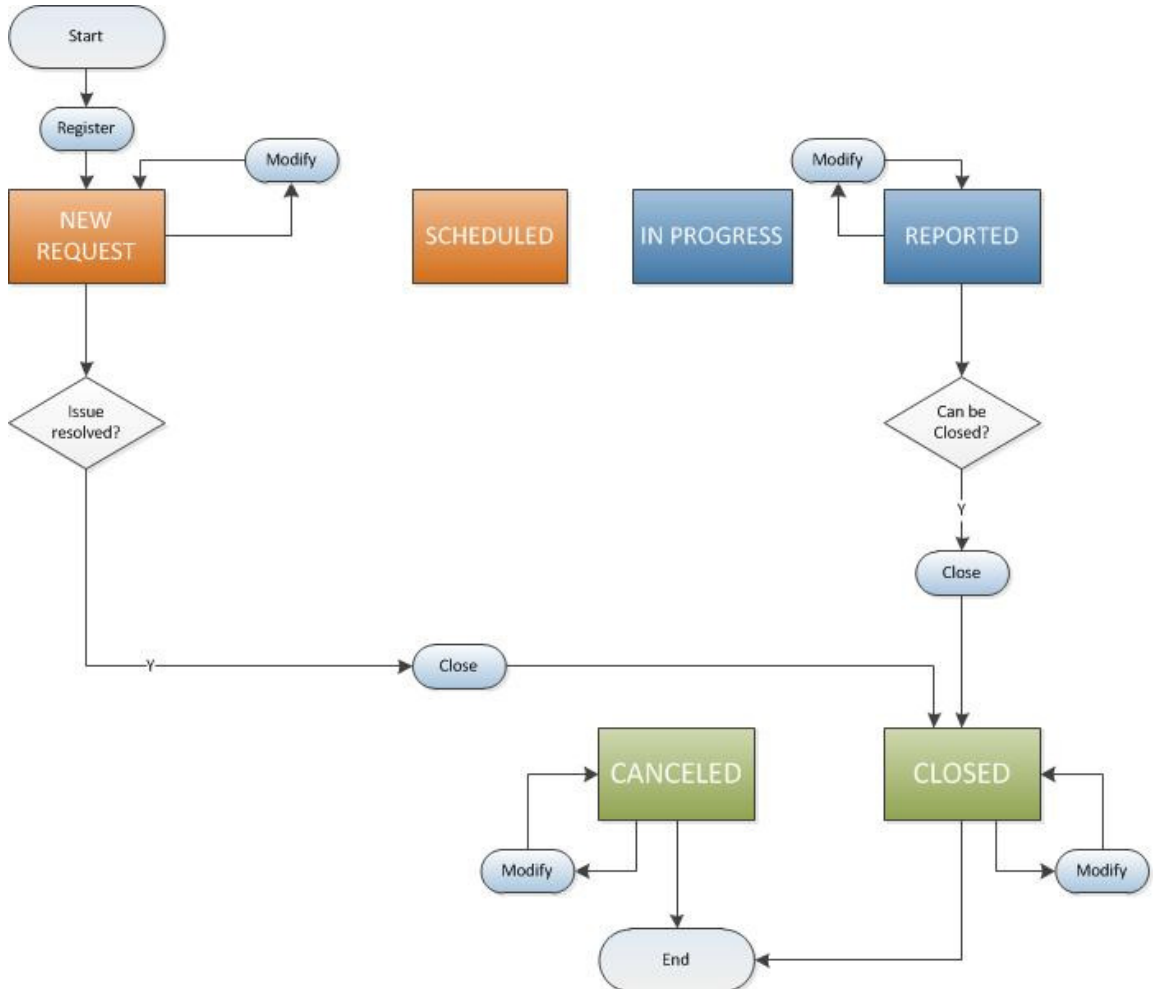 Start
Register
Modify
Modify
NEW
REQUEST
SCHEDULED
IN PROGRESS
REPORTED
Issue
resolved?
Can be
Closed?
Y
Close
Y
Close
CANCELED
CLOSED
Modify
Modify
End